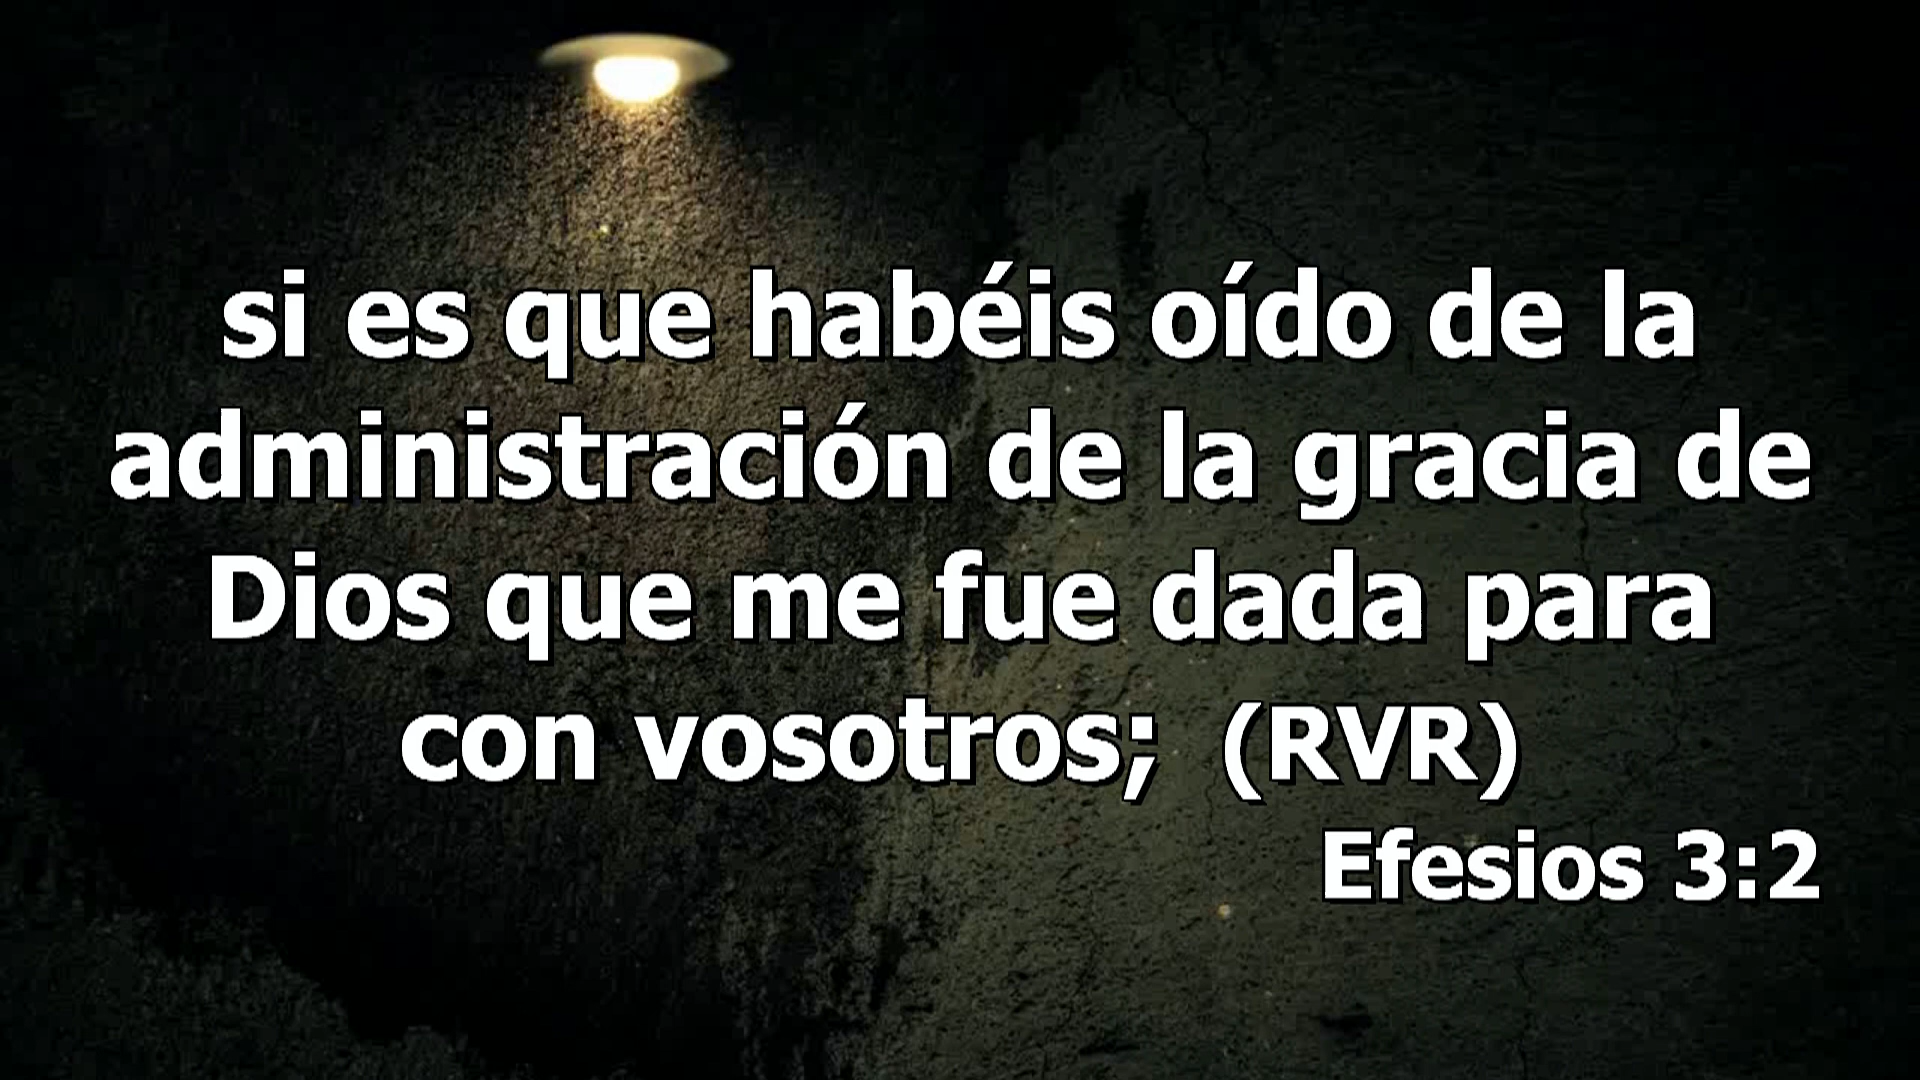 si es que habéis oído de la
administración de la gracia de
Dios que me fue dada para
con vosotros;  (RVR)
Efesios 3:2